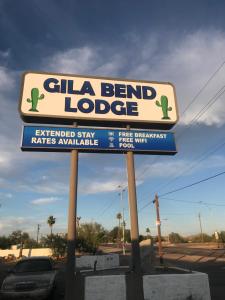 GILA BEND
LODGE
EXTENDED STAY
RATES AVAILABLE
FREE BREAKFAST
FREE WIFI
POOL